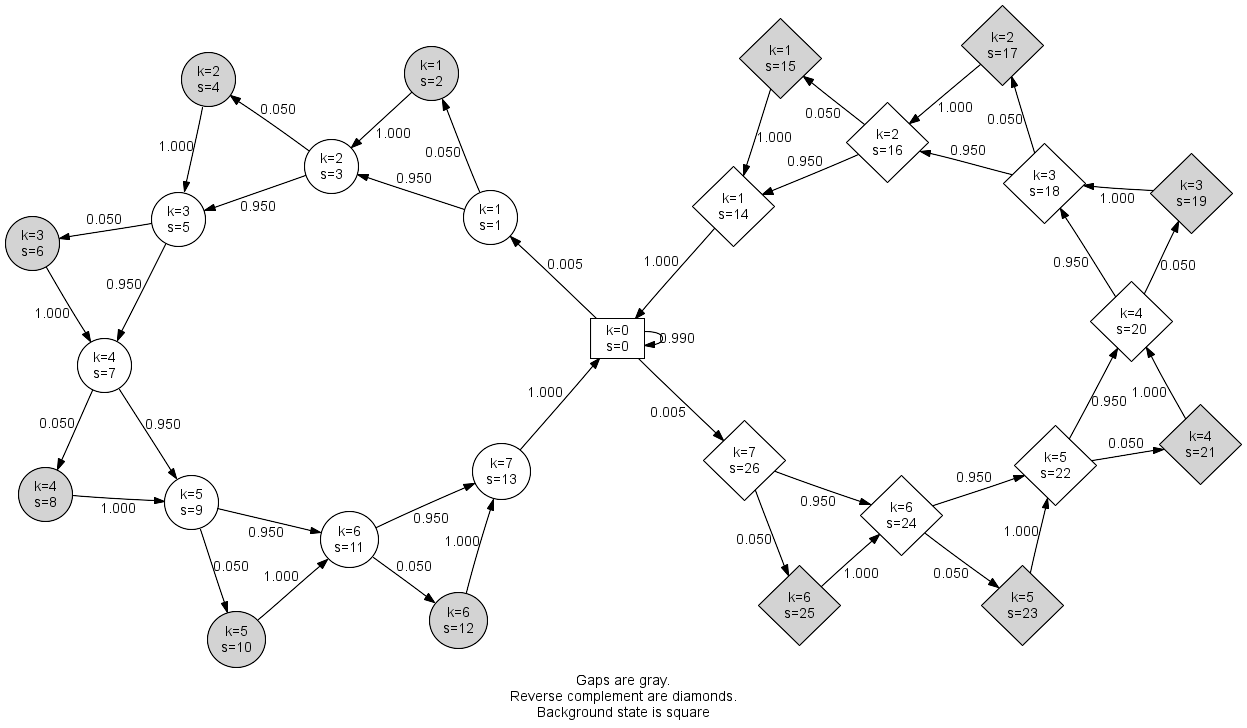 k=2
s=4
k=1
s=2
k=2
s=3
k=3
s=5
k=1
s=1
k=3
s=6
k=4
s=7
k=4
s=8
k=5
s=9
k=5
s=10
k=6
s=11
k=6
s=12
k=7
s=13
0.050
1.000
1.000
0.050
0.950
0.950
0.050
1.000
0.950
0.050
0.950
1.000
0.950
0.050
1.000
0.950
0.050
1.000
1.000
0.005
k=0
s=0
0.990
1.000
0.005
k=1
s=15
k=2
s=17
k=2
s=16
k=1
s=14
k=3
s=18
k=3
s=19
k=4
s=20
k=4
s=21
k=5
s=22
k=5
s=23
k=6
s=24
k=6
s=25
k=7
s=26
0.050
1.000
0.950
1.000
0.050
0.950
1.000
0.950
0.050
0.950
1.000
0.050
0.950
1.000
0.050
0.950
0.050
1.000
Gaps are gray.
Reverse complement are diamonds.
Background state is square